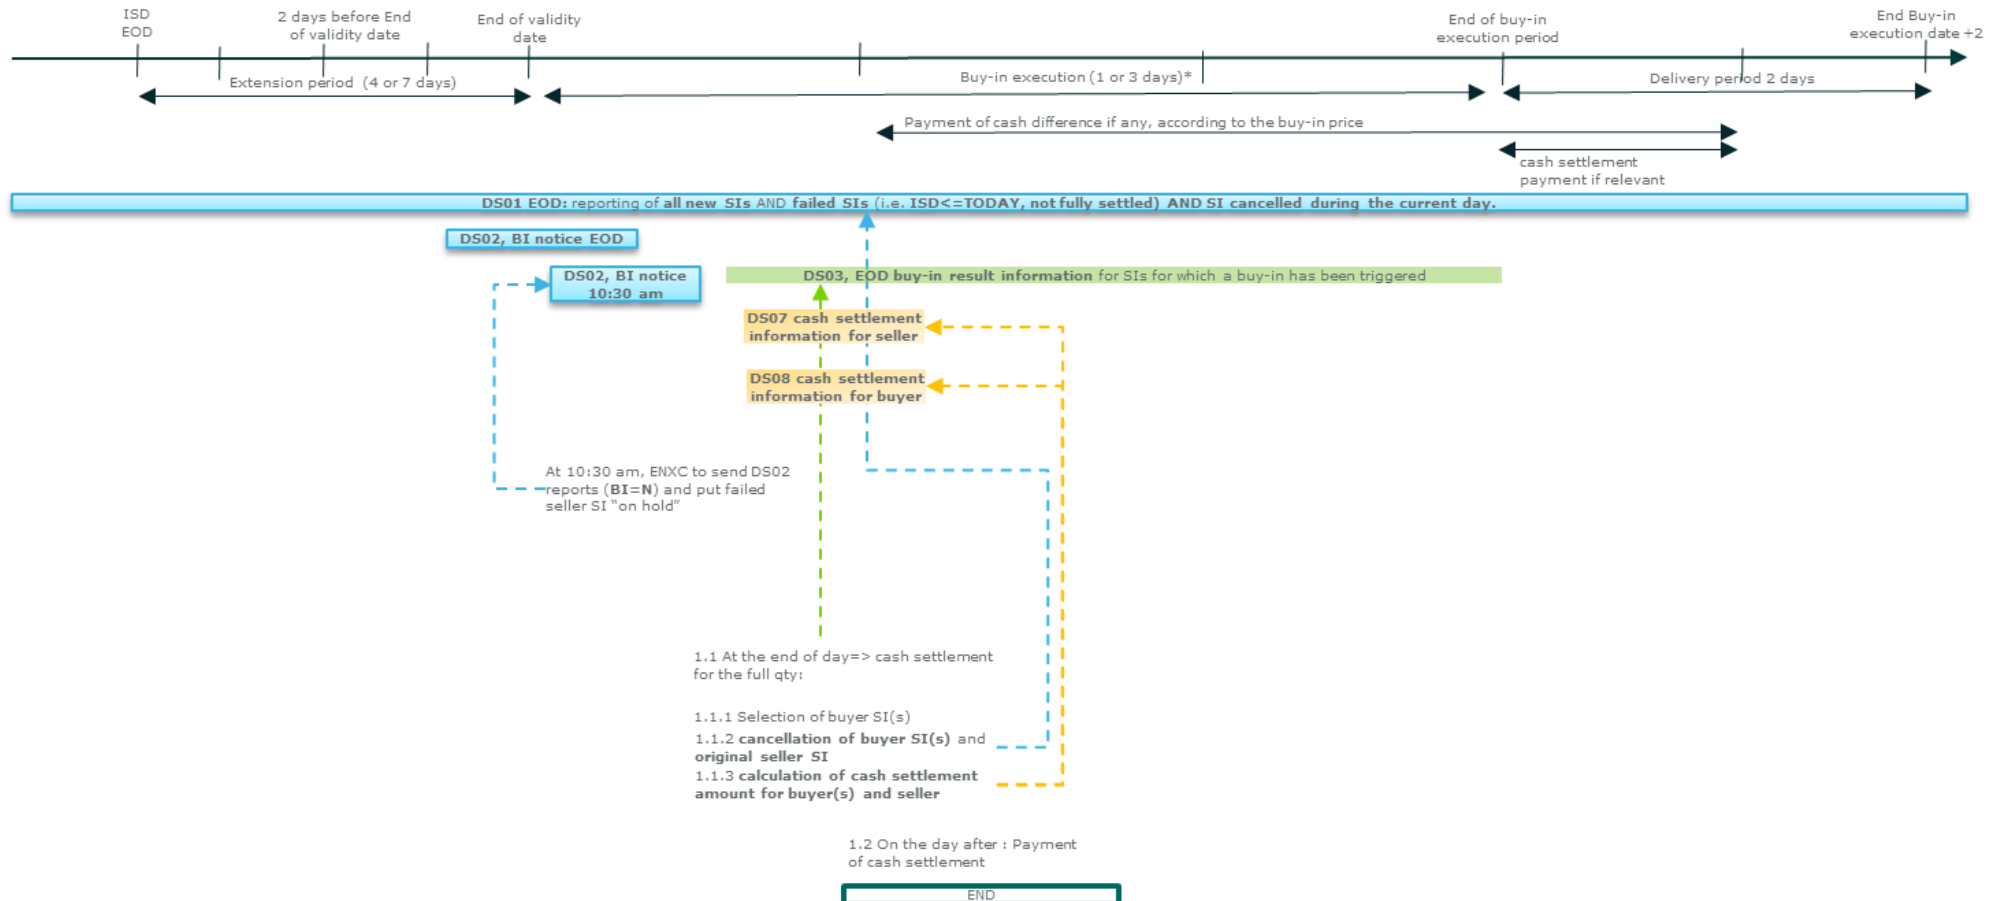 ISD
EOD
2 days before End
of validity date
End of validity
date
End of buy-in
execution period
End Buy-in
execution date +2
Extension period (4 or 7 days)
Buy-in execution (1 or 3 days)*
Delivery period 2 days
Payment of cash difference if any, according to the buy-in price
cash settlement
payment if relevant
DS01 EOD: reporting of all new SIs AND failed SIs (i.e. ISD<=TODAY, not fully settled) AND SI cancelled during the current day.
DS02, BI notice EOD
DS02, BI notice
10:30 am
DS03, EOD buy-in result information for SIs for which a buy-in has been triggered
DS07 cash settlement
information for seller
DS08 cash settlement
information for buyer
At 10:30 am, ENXC to send DS02
reports (BI=N) and put failed
seller SI "on hold"
1.1 At the end of day=> cash settlement
for the full qty:
1.1.1 Selection of buyer SI(s)
1.1.2 cancellation of buyer SI(s) and
original seller SI
1.1.3 calculation of cash settlement
amount for buyer(s) and seller
1.2 On the day after : Payment
of cash settlement
END